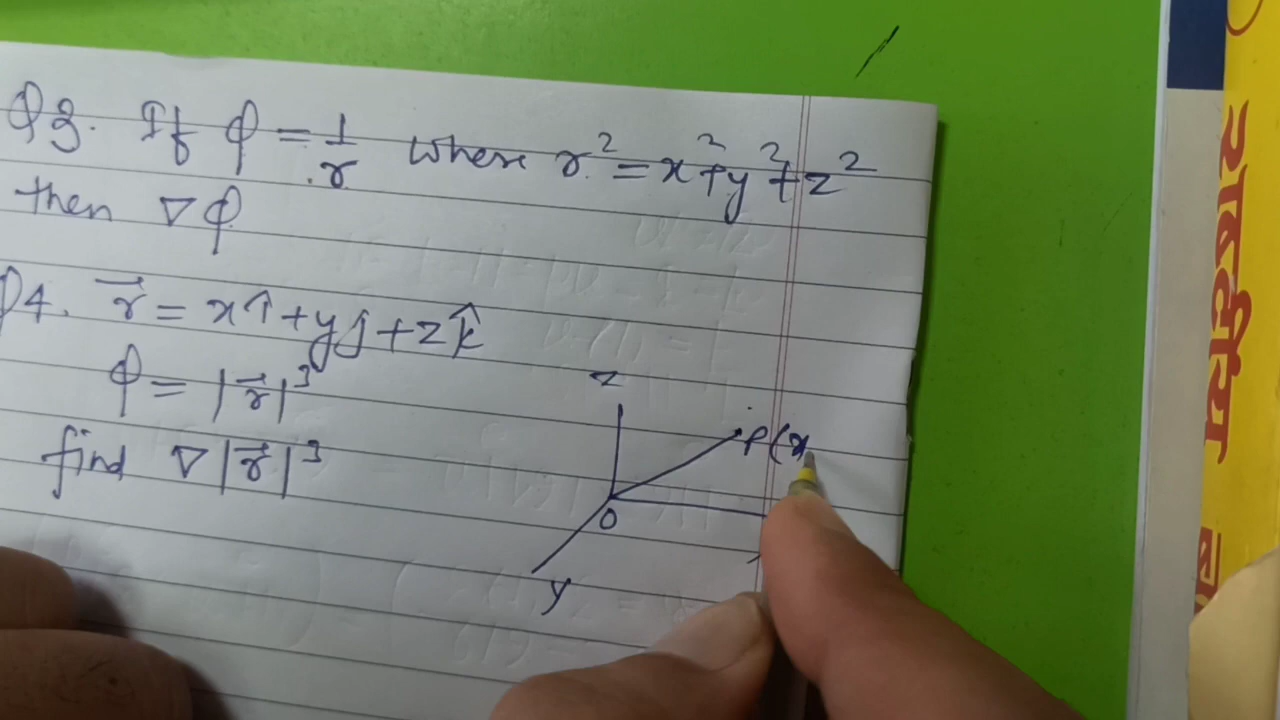 Q3. If φ = 1/r where r² = x² + y² + z²
then ∇φ
Q4. r⃗ = xî + yĵ + zk̂
φ = |r⃗|³
find ∇|r⃗|³
z
P(x
O
y